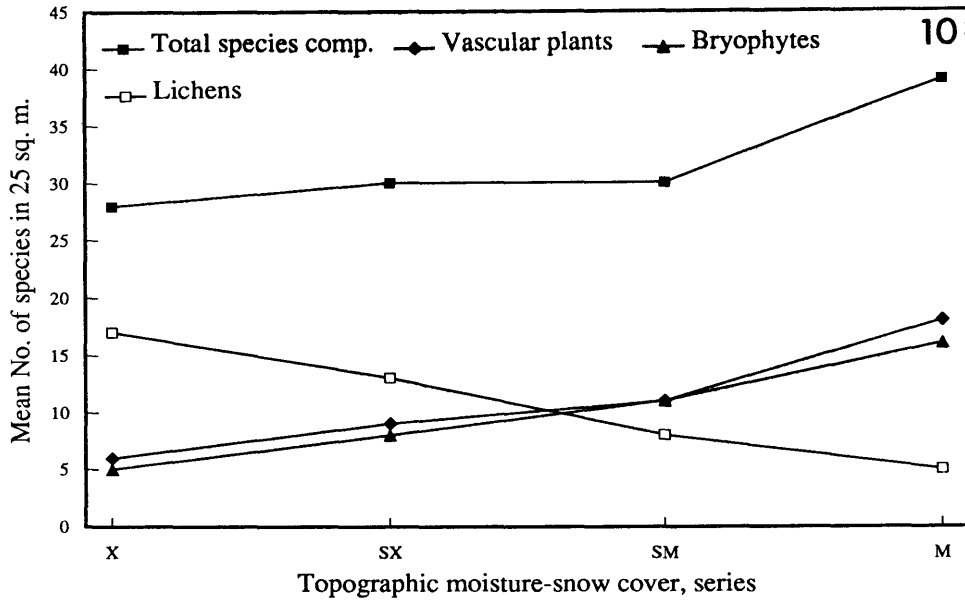 45
40
35
30
25
20
15
10
5
0
Mean No. of species in 25 sq. m.
Total species comp.
Vascular plants
Bryophytes
10
Lichens
X
SX
SM
M
Topographic moisture-snow cover, series